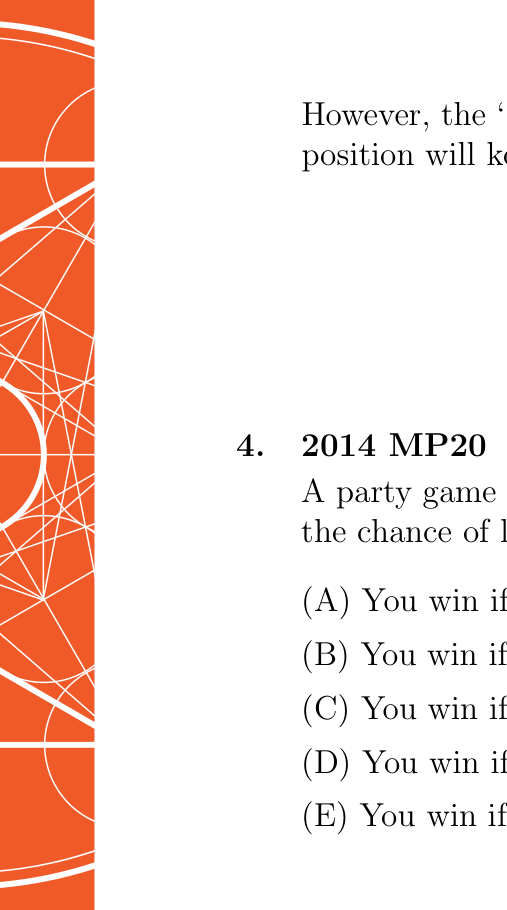 However, the ‘
position will
4. 2014 MP20
A party game
the chance of
(A) You win if
(B) You win if
(C) You win if
(D) You win if
(E) You win if